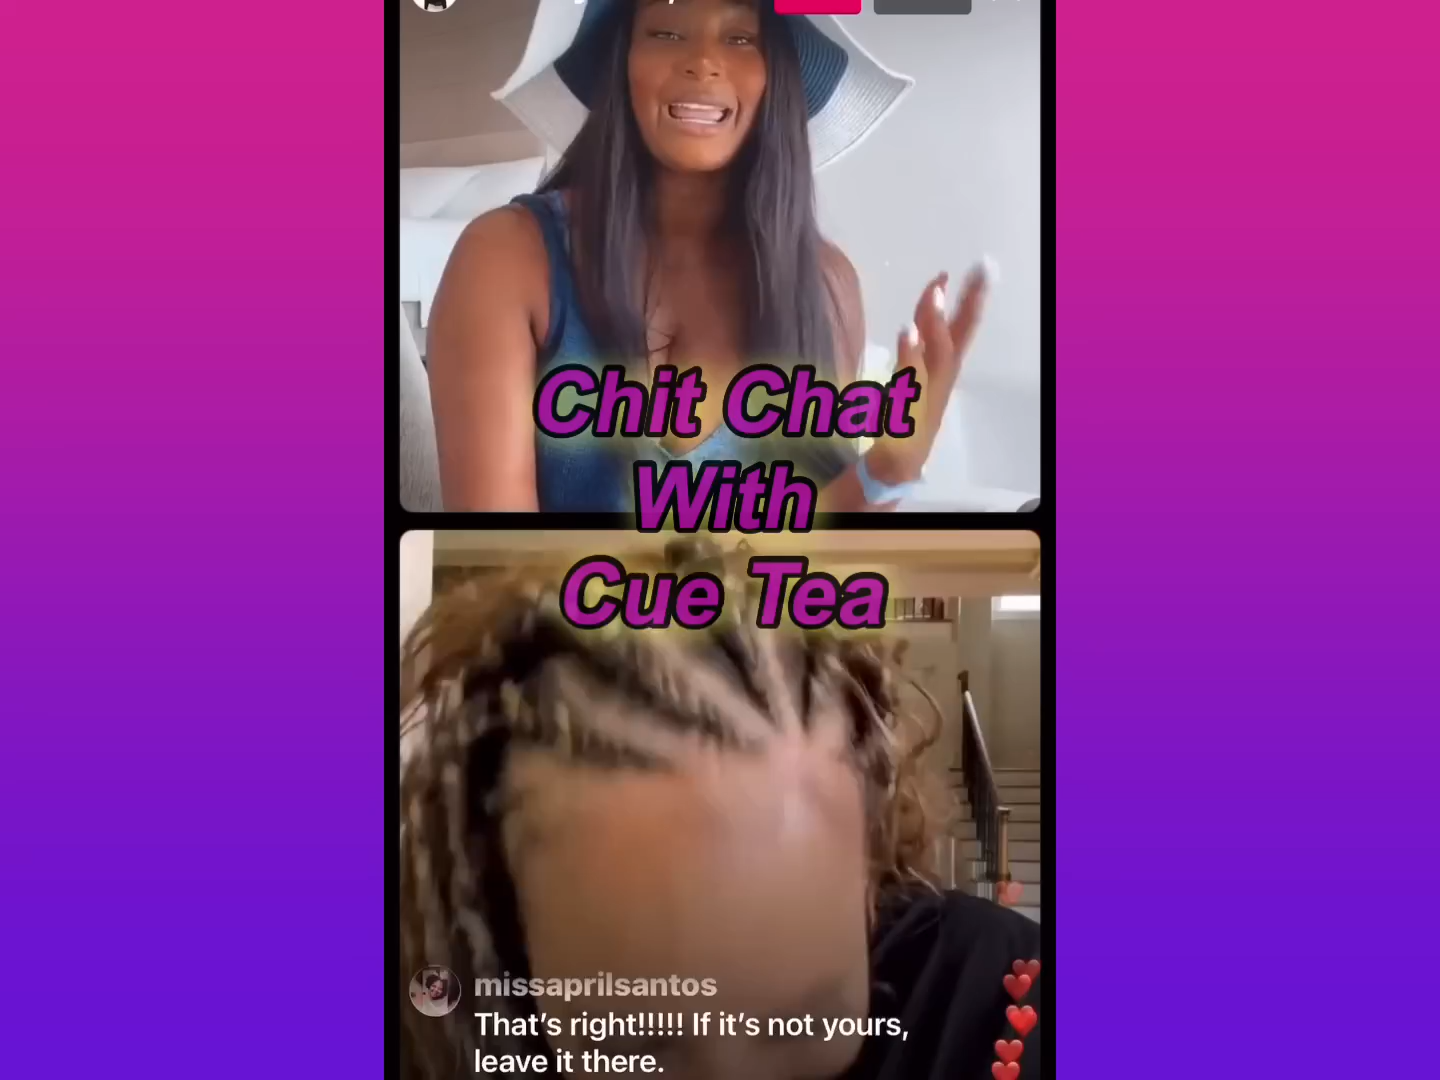 Chit Chat
With
Cue Tea
missaprilsantos
That's right!!!!! If it's not yours,
leave it there.